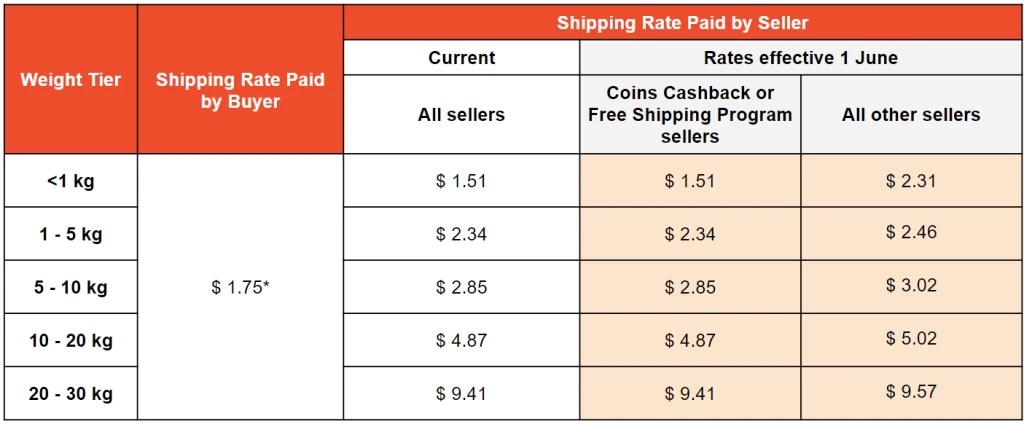 Shipping Rate Paid by Seller
Weight Tier
Shipping Rate Paid
by Buyer
Current
Rates effective 1 June
All sellers
Coins Cashback or
Free Shipping Program
sellers
All other sellers
<1 kg
$ 1.51
$ 1.51
$ 2.31
1 - 5 kg
$ 2.34
$ 2.34
$ 2.46
5 - 10 kg
$ 1.75*
$ 2.85
$ 2.85
$ 3.02
10 - 20 kg
$ 4.87
$ 4.87
$ 5.02
20 - 30 kg
$ 9.41
$ 9.41
$ 9.57